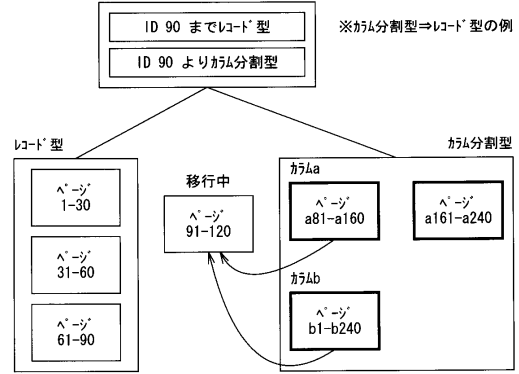 ID 90 までﾚｺｰﾄﾞ型
※ｶﾗﾑ分割型⇒ﾚｺｰﾄﾞ型の例
ID 90 よりｶﾗﾑ分割型
ﾚｺｰﾄﾞ型
ｶﾗﾑ分割型
ﾍﾟｰｼﾞ
1-30
ﾍﾟｰｼﾞ
31-60
ﾍﾟｰｼﾞ
61-90
移行中
ﾍﾟｰｼﾞ
91-120
ｶﾗﾑa
ﾍﾟｰｼﾞ
a81-a160
ﾍﾟｰｼﾞ
a161-a240
ｶﾗﾑb
ﾍﾟｰｼﾞ
b1-b240